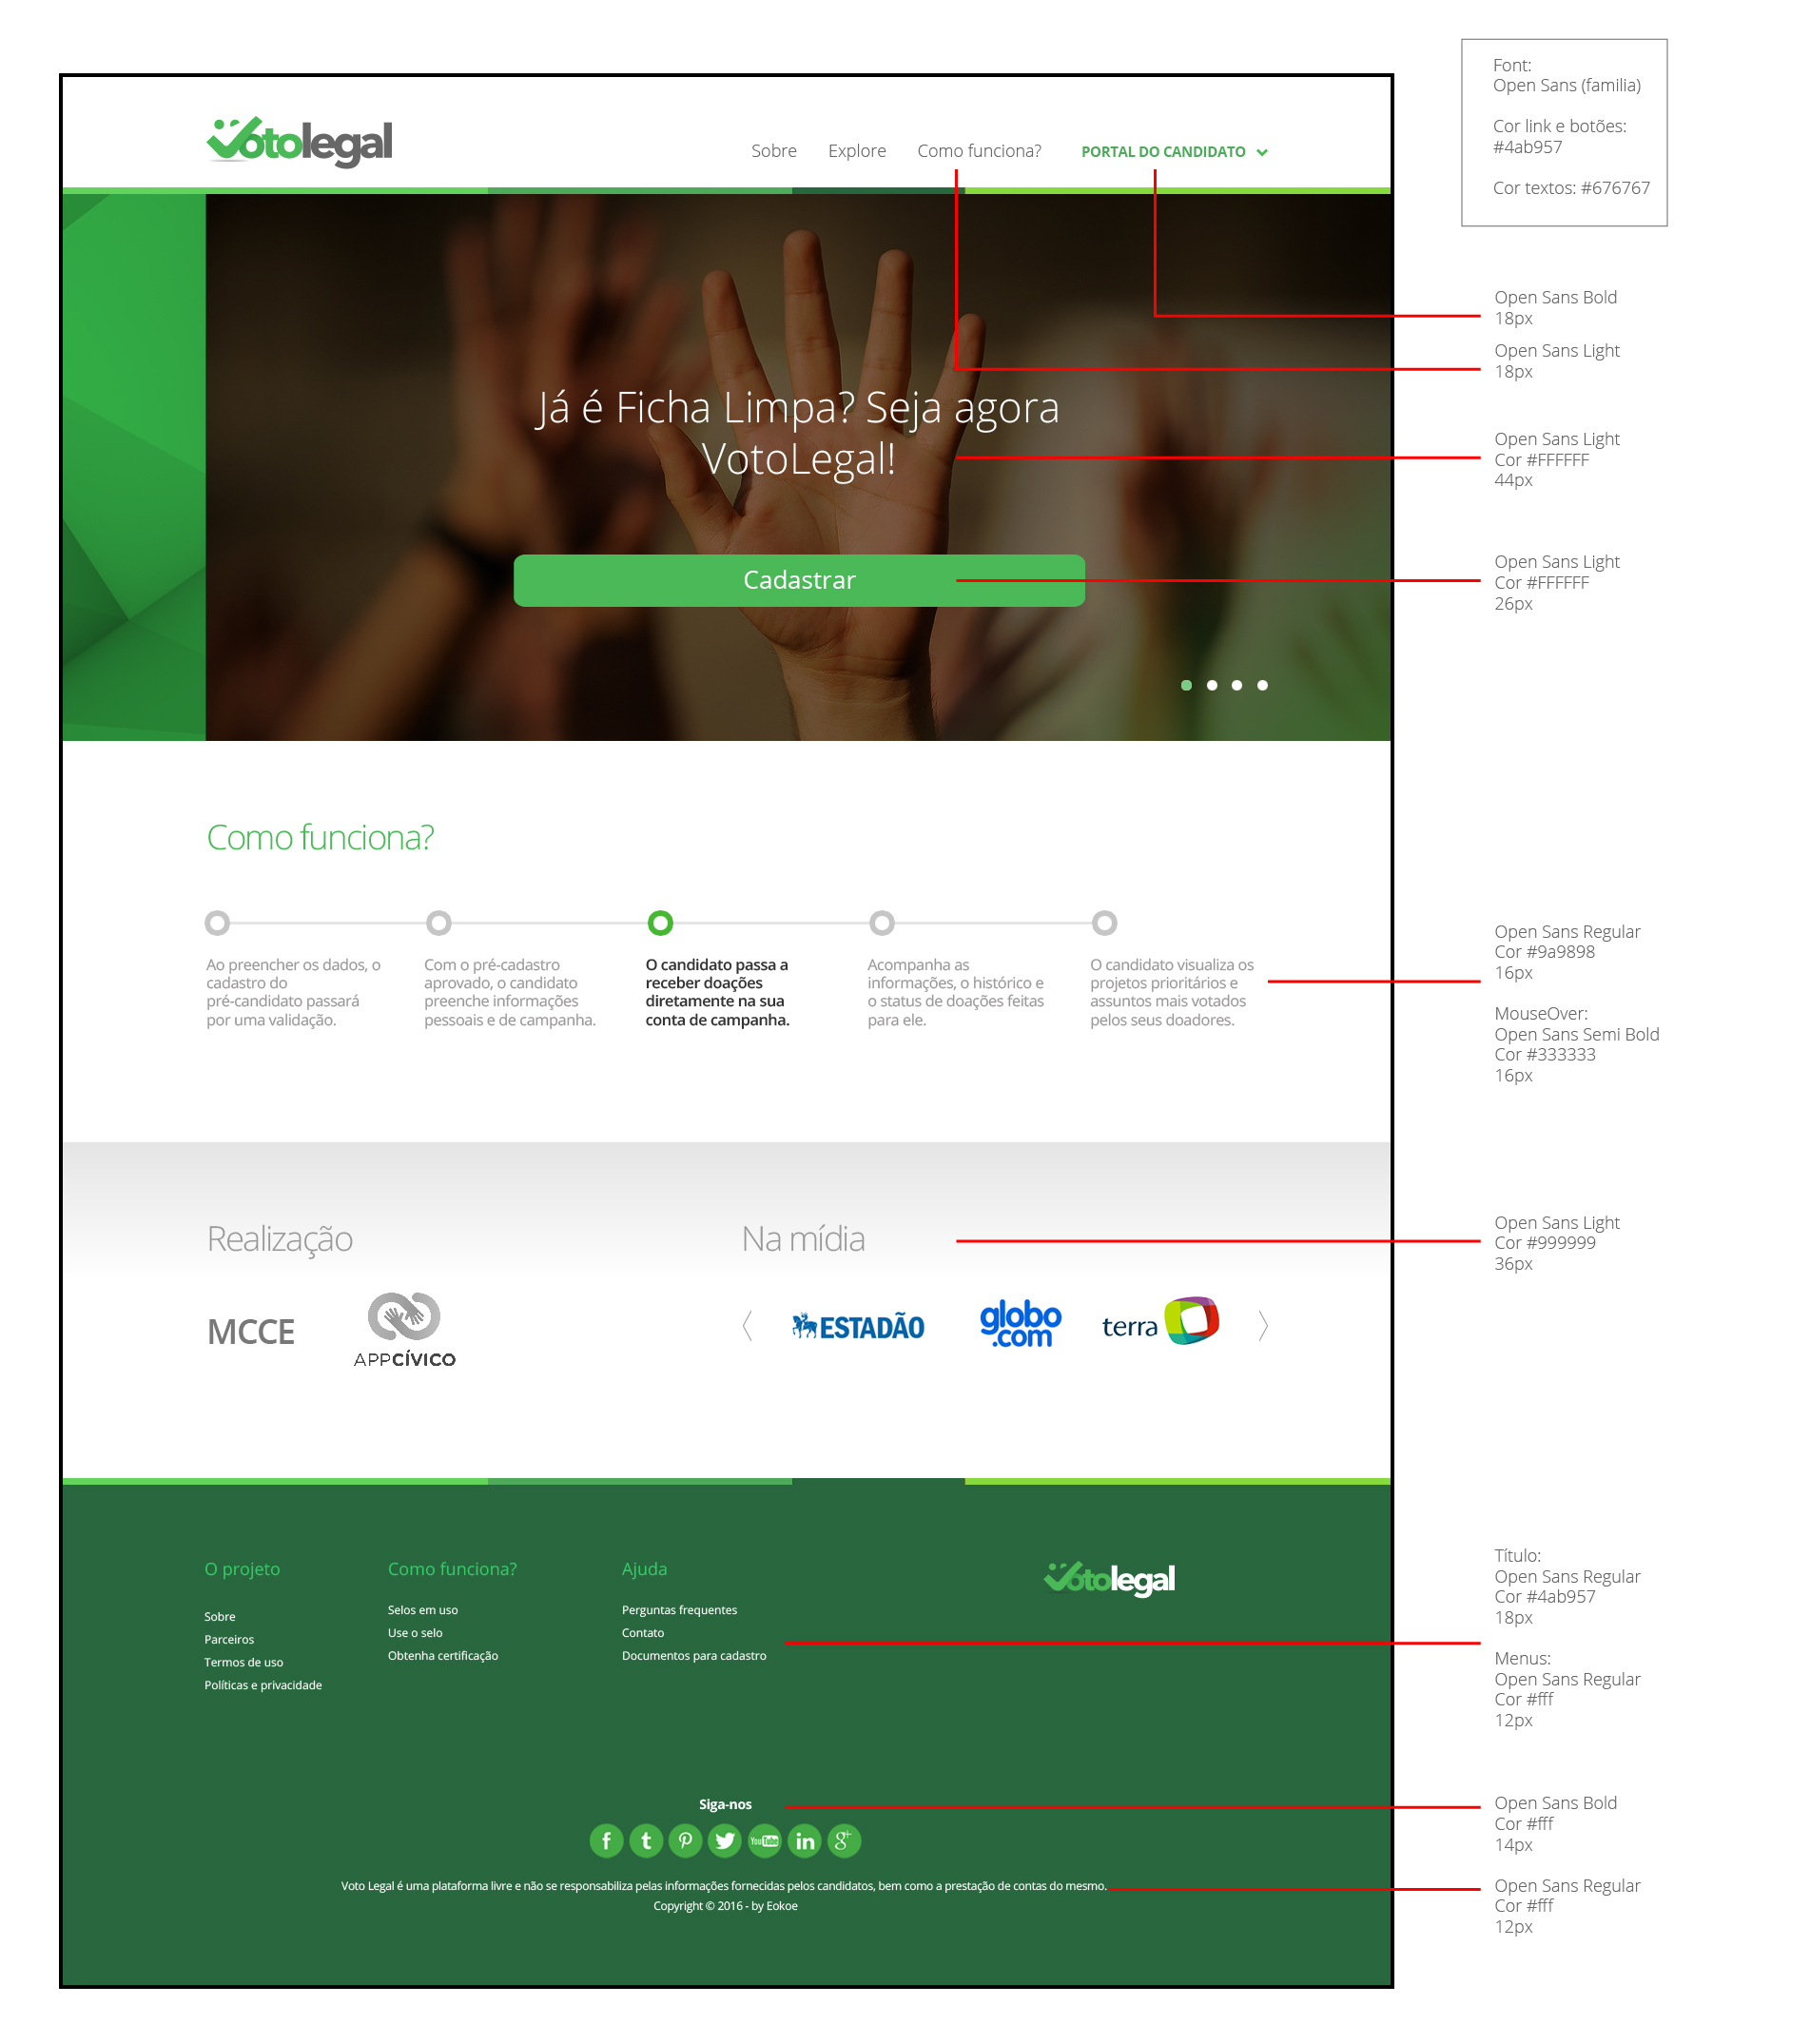 Font:
Open Sans (familia)
Cor link e botões:
#4ab957
Cor textos: #676767
Votolegal
Sobre
Explore
Como funciona?
PORTAL DO CANDIDATO
Open Sans Bold
18px
Open Sans Light
18px
Já é Ficha Limpa? Seja agora
VotoLegal!
Open Sans Light
Cor #FFFFFF
44px
Cadastrar
Open Sans Light
Cor #FFFFFF
26px
Como funciona?
Ao preencher os dados, o
cadastro do
pré-candidato passará
por uma validação.
Com o pré-cadastro
aprovado, o candidato
preenche informações
pessoais e de campanha.
O candidato passa a
receber doações
diretamente na sua
conta de campanha.
Acompanha as
informações, o histórico e
o status de doações feitas
para ele.
O candidato visualiza os
projetos prioritários e
assuntos mais votados
pelos seus doadores.
Open Sans Regular
Cor #9a9898
16px
MouseOver:
Open Sans Semi Bold
Cor #333333
16px
Realização
MCCE
APPCÍVICO
Na mídia
ESTADÃO
globo
.com
terra
Open Sans Light
Cor #999999
36px
O projeto
Sobre
Parceiros
Termos de uso
Políticas e privacidade
Como funciona?
Selos em uso
Use o selo
Obtenha certificação
Ajuda
Perguntas frequentes
Contato
Documentos para cadastro
Votolegal
Título:
Open Sans Regular
Cor #4ab957
18px
Menus:
Open Sans Regular
Cor #fff
12px
Siga-nos
f t p YouTube in g+
Open Sans Bold
Cor #fff
14px
Voto Legal é uma plataforma livre e não se responsabiliza pelas informações fornecidas pelos candidatos, bem como a prestação de contas do mesmo.
Copyright © 2016 - by Eokoe
Open Sans Regular
Cor #fff
12px